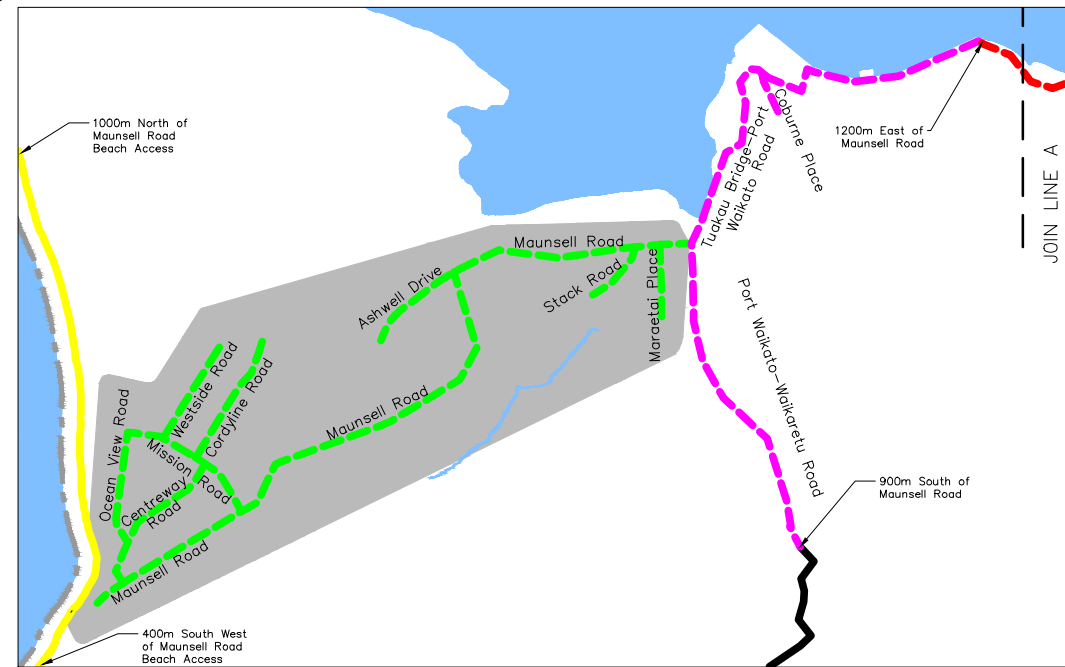 1000m North of
Maunsell Road
Beach Access
Coburne Place
1200m East of
Maunsell Road
JOIN LINE A
Tuakau Bridge-Port
Waikato Road
Maunsell Road
Ashwell Drive
Stack Road
Maraetai Place
Port Waikato-Waikaretu Road
Westside Road
Cordyline Road
Ocean View Road
Mission Road
Maunsell Road
Centreway
Road
900m South of
Maunsell Road
Maunsell Road
400m South West
of Maunsell Road
Beach Access